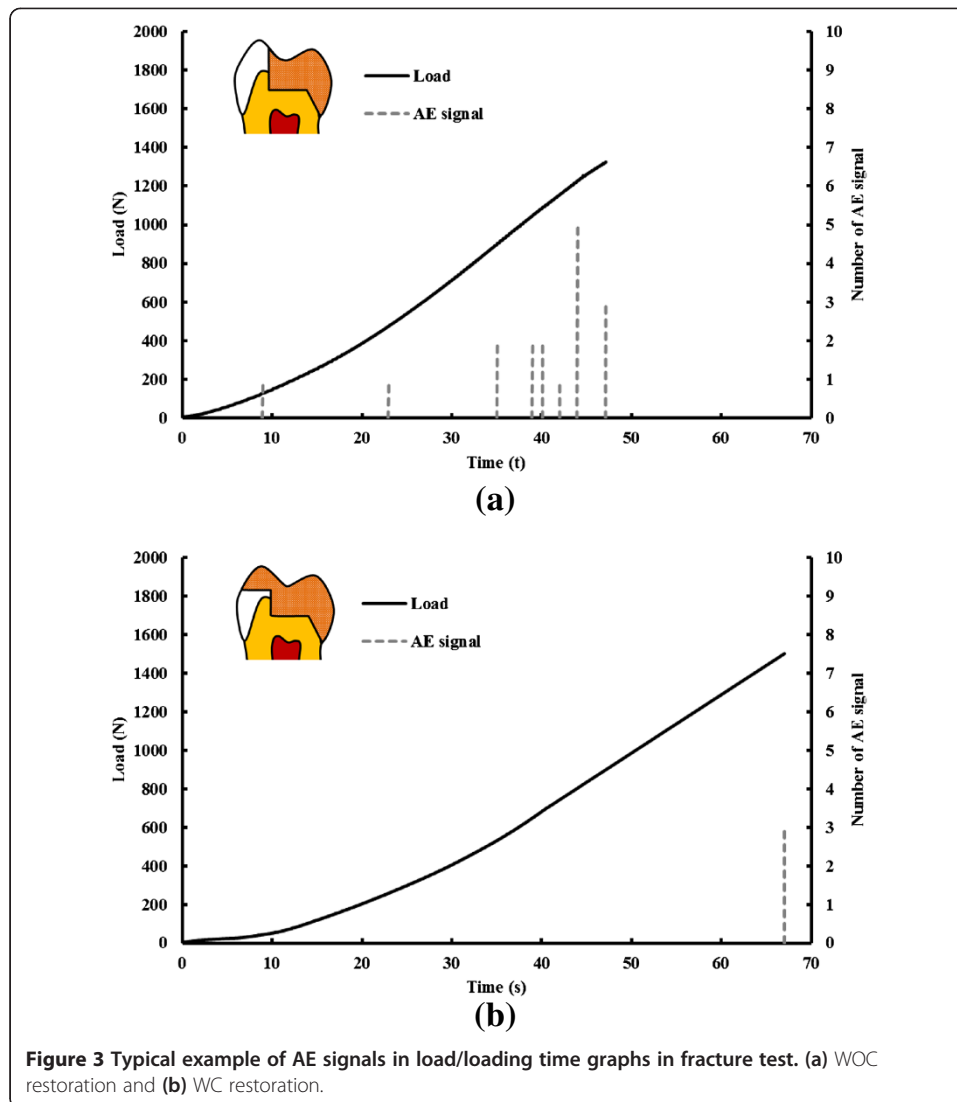 2000
1800
1600
1400
1200
1000
800
600
400
200
0
Load (N)
10
9
8
7
6
5
4
3
2
1
0
Number of AE signal
Load
AE signal
0 10 20 30 40 50 60 70
Time (t)
(a)
2000
1800
1600
1400
1200
1000
800
600
400
200
0
Load (N)
10
9
8
7
6
5
4
3
2
1
0
Number of AE signal
Load
AE signal
0 10 20 30 40 50 60 70
Time (s)
(b)
Figure 3 Typical example of AE signals in load/loading time graphs in fracture test. (a) WOC
restoration and (b) WC restoration.